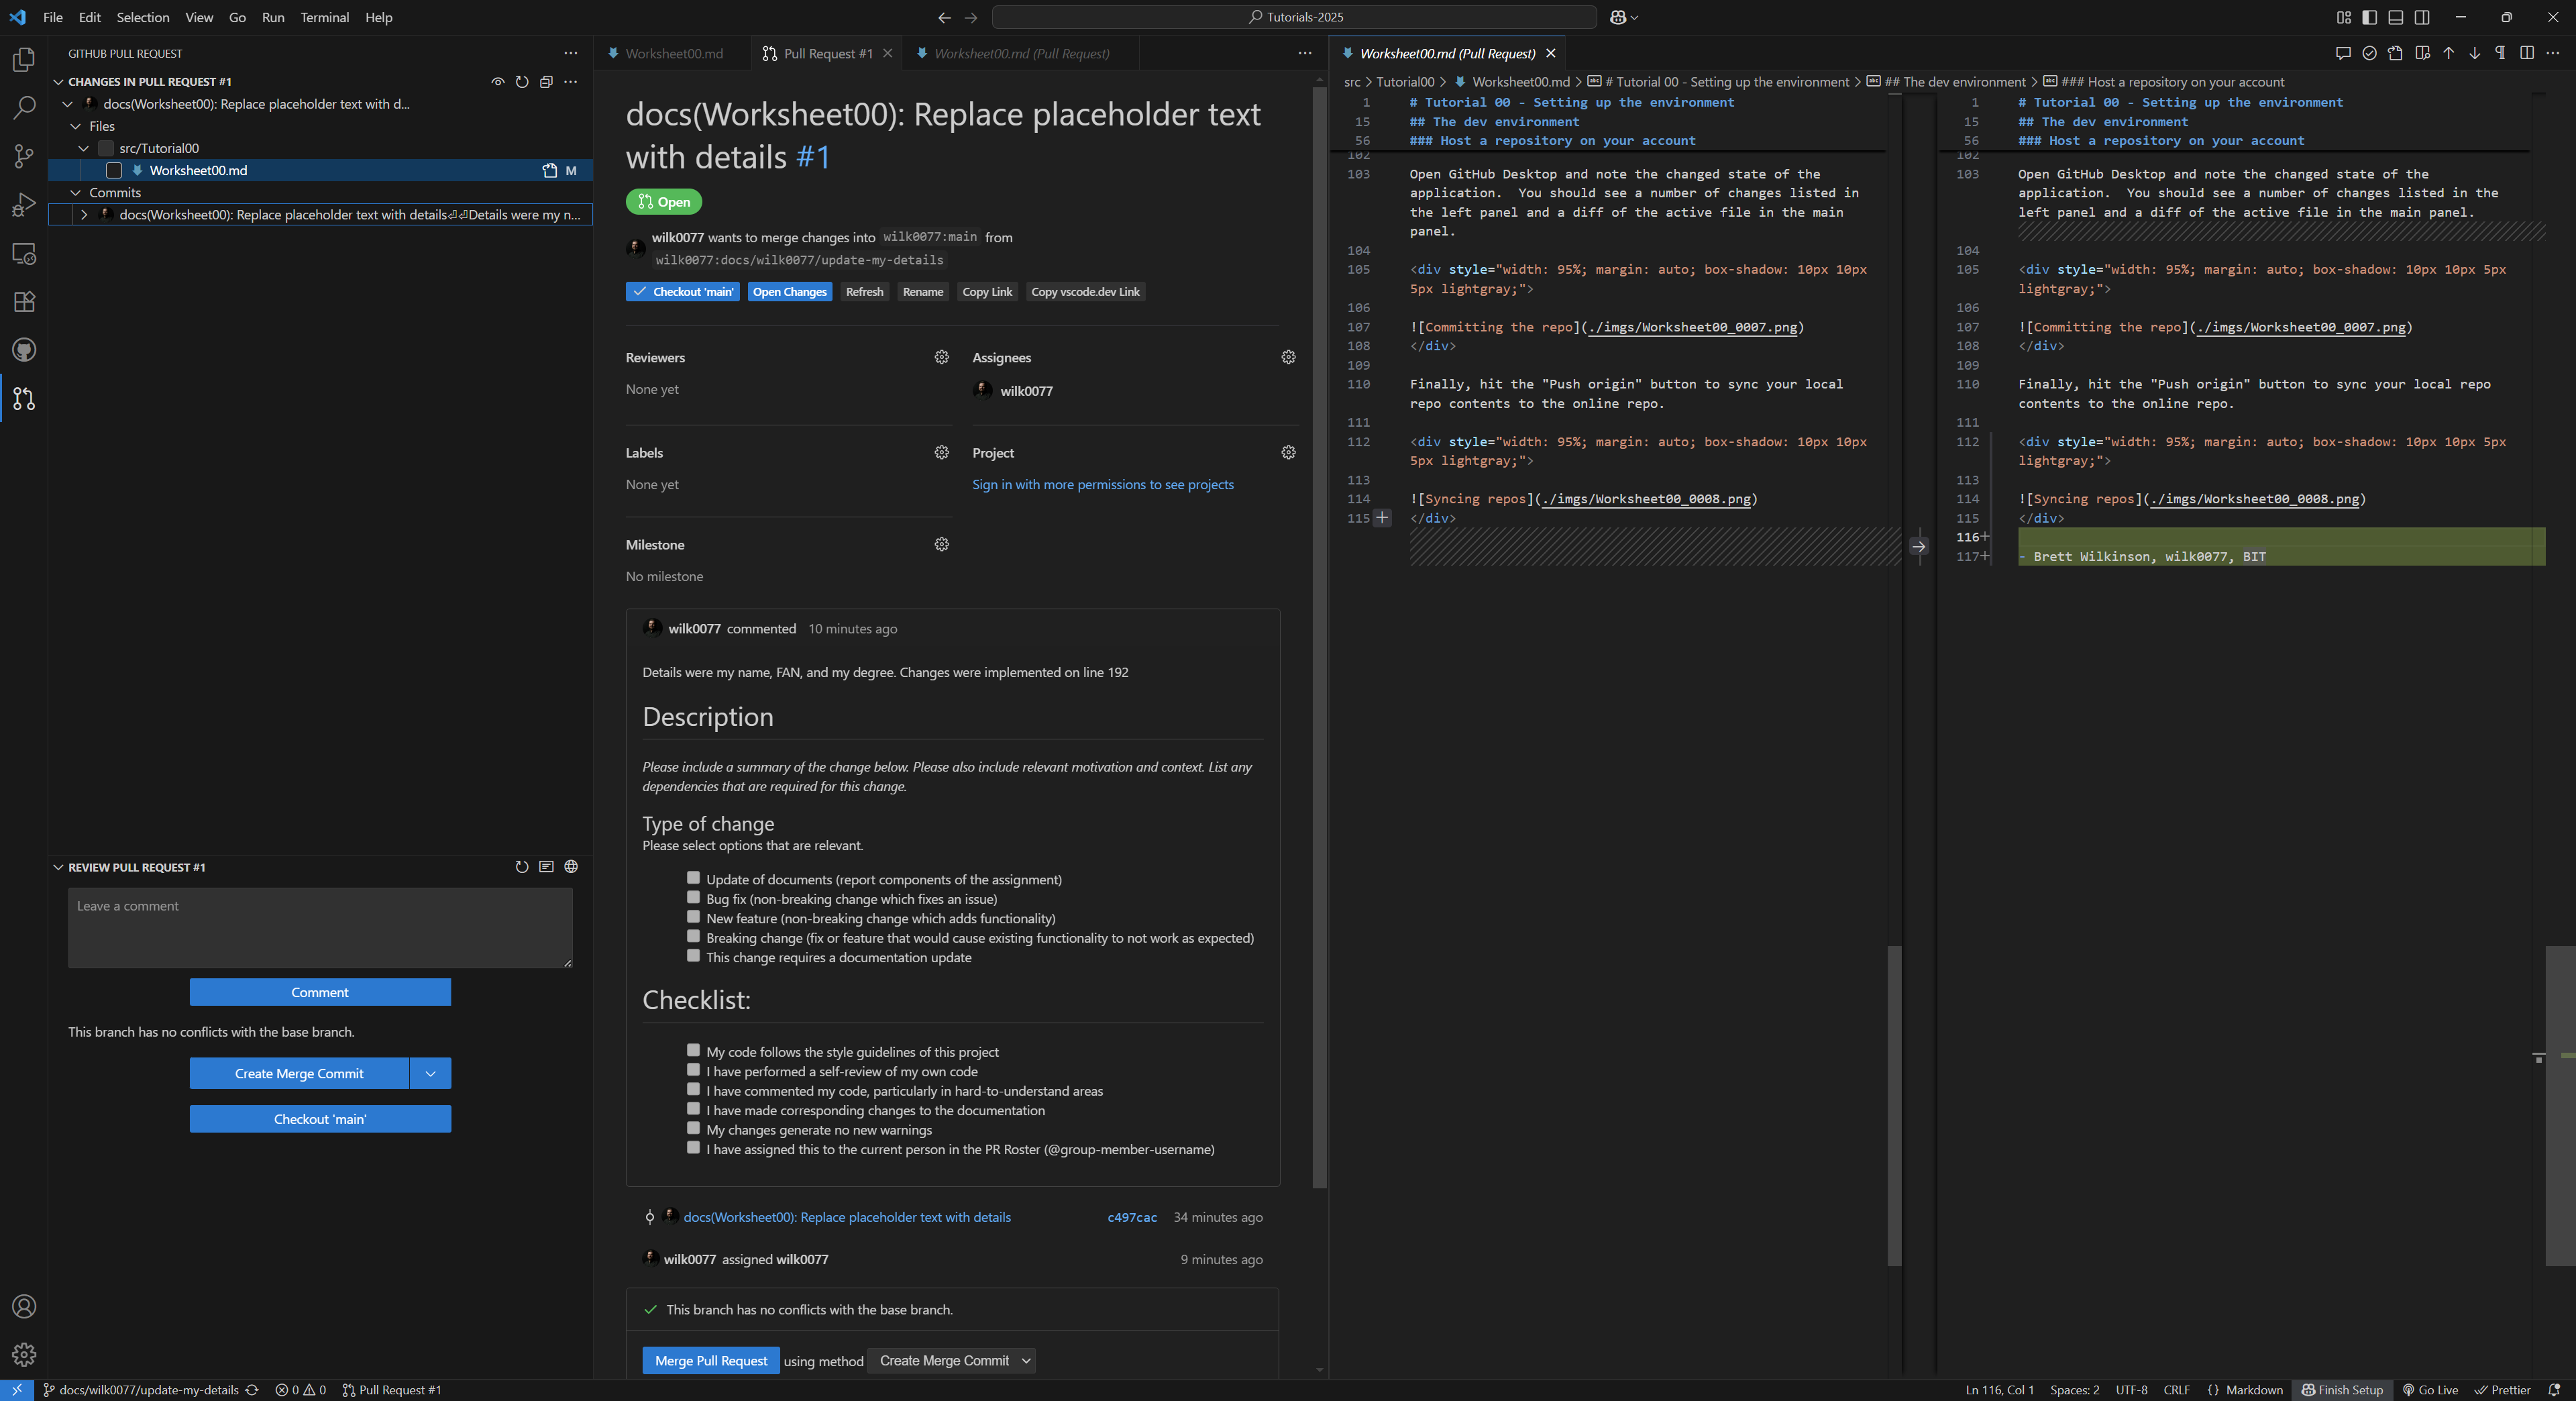 File Edit Selection View Go Run Terminal Help
Tutorials-2025
GITHUB PULL REQUEST
CHANGES IN PULL REQUEST #1
docs(Worksheet00): Replace placeholder text with d...
Files
src/Tutorial00
Worksheet00.md M
Commits
docs(Worksheet00): Replace placeholder text with details⏎⏎Details were my n...
REVIEW PULL REQUEST #1
Leave a comment
Comment
This branch has no conflicts with the base branch.
Create Merge Commit
Checkout 'main'
Worksheet00.md
Pull Request #1
Worksheet00.md (Pull Request)
docs(Worksheet00): Replace placeholder text
with details #1
Open
wilk0077 wants to merge changes into wilk0077:main from
wilk0077:docs/wilk0077/update-my-details
Checkout 'main' Open Changes Refresh Rename Copy Link Copy vscode.dev Link
Reviewers
None yet
Assignees
wilk0077
Labels
None yet
Project
Sign in with more permissions to see projects
Milestone
No milestone
wilk0077 commented 10 minutes ago
Details were my name, FAN, and my degree. Changes were implemented on line 192
Description
Please include a summary of the change below. Please also include relevant motivation and context. List any
dependencies that are required for this change.
Type of change
Please select options that are relevant.
Update of documents (report components of the assignment)
Bug fix (non-breaking change which fixes an issue)
New feature (non-breaking change which adds functionality)
Breaking change (fix or feature that would cause existing functionality to not work as expected)
This change requires a documentation update
Checklist:
My code follows the style guidelines of this project
I have performed a self-review of my own code
I have commented my code, particularly in hard-to-understand areas
I have made corresponding changes to the documentation
My changes generate no new warnings
I have assigned this to the current person in the PR Roster (@group-member-username)
docs(Worksheet00): Replace placeholder text with details c497cac 34 minutes ago
wilk0077 assigned wilk0077 9 minutes ago
This branch has no conflicts with the base branch.
Merge Pull Request using method Create Merge Commit
Worksheet00.md (Pull Request)
src > Tutorial00 > Worksheet00.md > # Tutorial 00 - Setting up the environment > ## The dev environment > ### Host a repository on your account
1 # Tutorial 00 - Setting up the environment
15 ## The dev environment
56 ### Host a repository on your account
102
103 Open GitHub Desktop and note the changed state of the
application.  You should see a number of changes listed in
the left panel and a diff of the active file in the main
panel.
104
105 <div style="width: 95%; margin: auto; box-shadow: 10px 10px
5px lightgray;">
106
107 ![Committing the repo](./imgs/Worksheet00_0007.png)
108 </div>
109
110 Finally, hit the "Push origin" button to sync your local
repo contents to the online repo.
111
112 <div style="width: 95%; margin: auto; box-shadow: 10px 10px
5px lightgray;">
113
114 ![Syncing repos](./imgs/Worksheet00_0008.png)
115 + </div>
1 # Tutorial 00 - Setting up the environment
15 ## The dev environment
56 ### Host a repository on your account
102
103 Open GitHub Desktop and note the changed state of the
application.  You should see a number of changes listed in the
left panel and a diff of the active file in the main panel.
104
105 <div style="width: 95%; margin: auto; box-shadow: 10px 10px 5px
lightgray;">
106
107 ![Committing the repo](./imgs/Worksheet00_0007.png)
108 </div>
109
110 Finally, hit the "Push origin" button to sync your local repo
contents to the online repo.
111
112 <div style="width: 95%; margin: auto; box-shadow: 10px 10px 5px
lightgray;">
113
114 ![Syncing repos](./imgs/Worksheet00_0008.png)
115 </div>
116+
117+ - Brett Wilkinson, wilk0077, BIT
docs/wilk0077/update-my-details 0 0 Pull Request #1
Ln 116, Col 1 Spaces: 2 UTF-8 CRLF {} Markdown Finish Setup Go Live Prettier